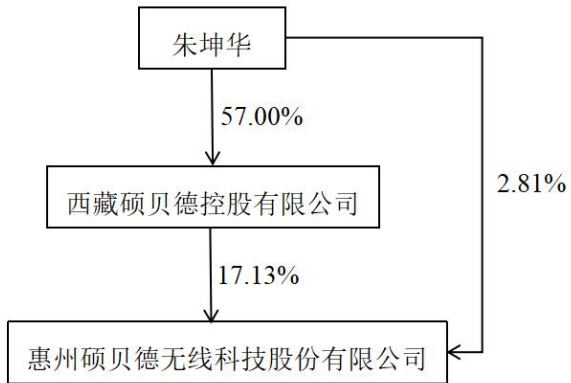 朱坤华
57.00%
西藏硕贝德控股有限公司
2.81%
17.13%
惠州硕贝德无线科技股份有限公司